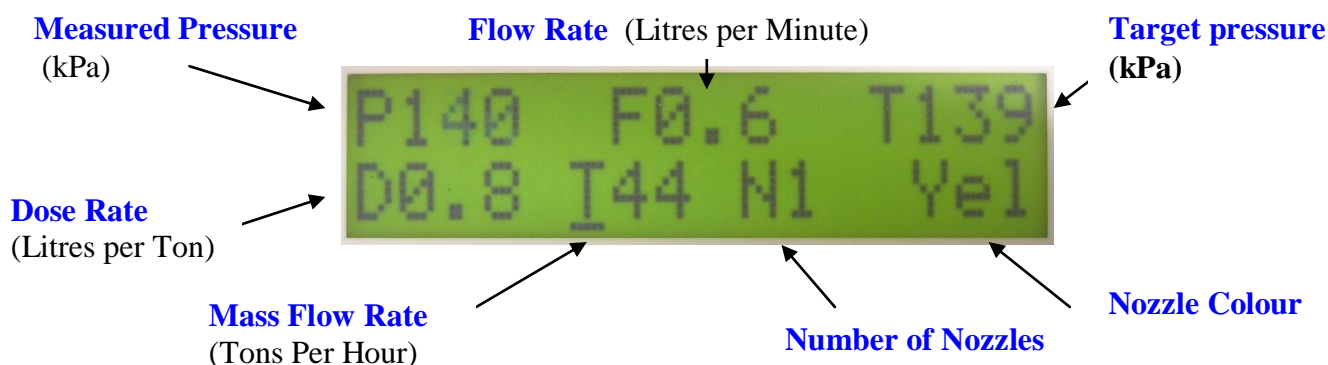 Measured Pressure
(kPa)
Flow Rate (Litres per Minute)
Target pressure
(kPa)
P140 F0.6 T139
D0.8 T44 N1 Yel
Dose Rate
(Litres per Ton)
Mass Flow Rate
(Tons Per Hour)
Number of Nozzles
Nozzle Colour